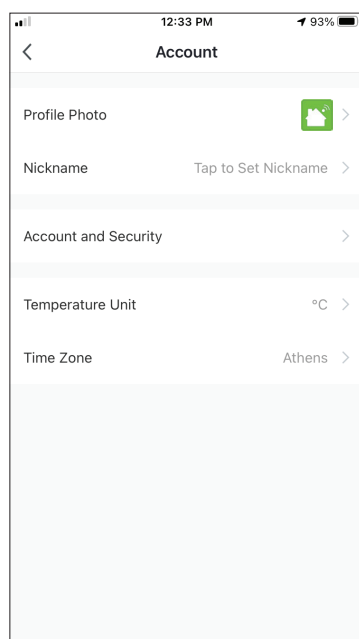 12:33 PM 93%
Account
Profile Photo
Nickname Tap to Set Nickname
Account and Security
Temperature Unit °C
Time Zone Athens